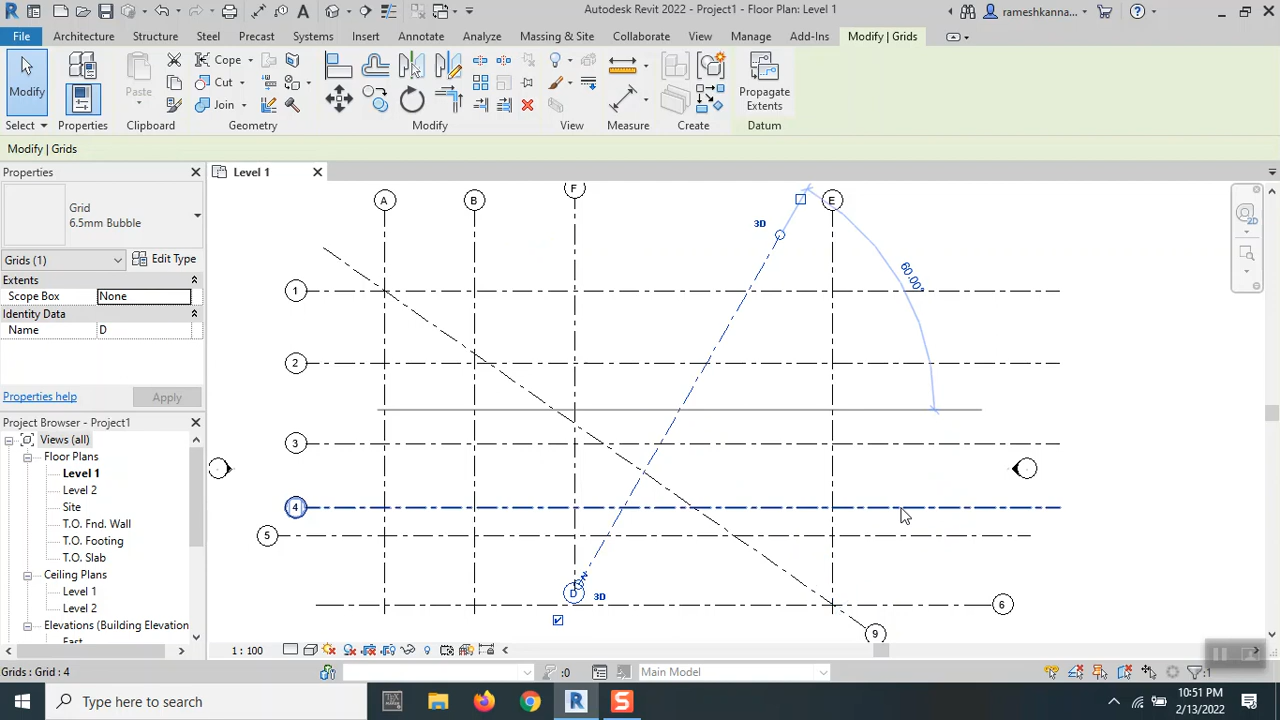 Autodesk Revit 2022 - Project1 - Floor Plan: Level 1
rameshkanna...
File Architecture Structure Steel Precast Systems Insert Annotate Analyze Massing & Site Collaborate View Manage Add-Ins Modify | Grids
Modify
Paste
Cope
Cut
Join
Propagate
Extents
Select Properties Clipboard Geometry Modify View Measure Create Datum
Modify | Grids
Properties
Grid
6.5mm Bubble
Grids (1)
Edit Type
Extents
Scope Box None
Identity Data
Name D
Properties help
Apply
Project Browser - Project1
Views (all)
Floor Plans
Level 1
Level 2
Site
T.O. Fnd. Wall
T.O. Footing
T.O. Slab
Ceiling Plans
Level 1
Level 2
Elevations (Building Elevation
East
Level 1
2D
F
A
B
E
3D
60.00°
1
2
3
4
5
D
3D
6
9
1 : 100
Grids : Grid : 4
:0
Main Model
:1
Type here to search
10:51 PM
2/13/2022